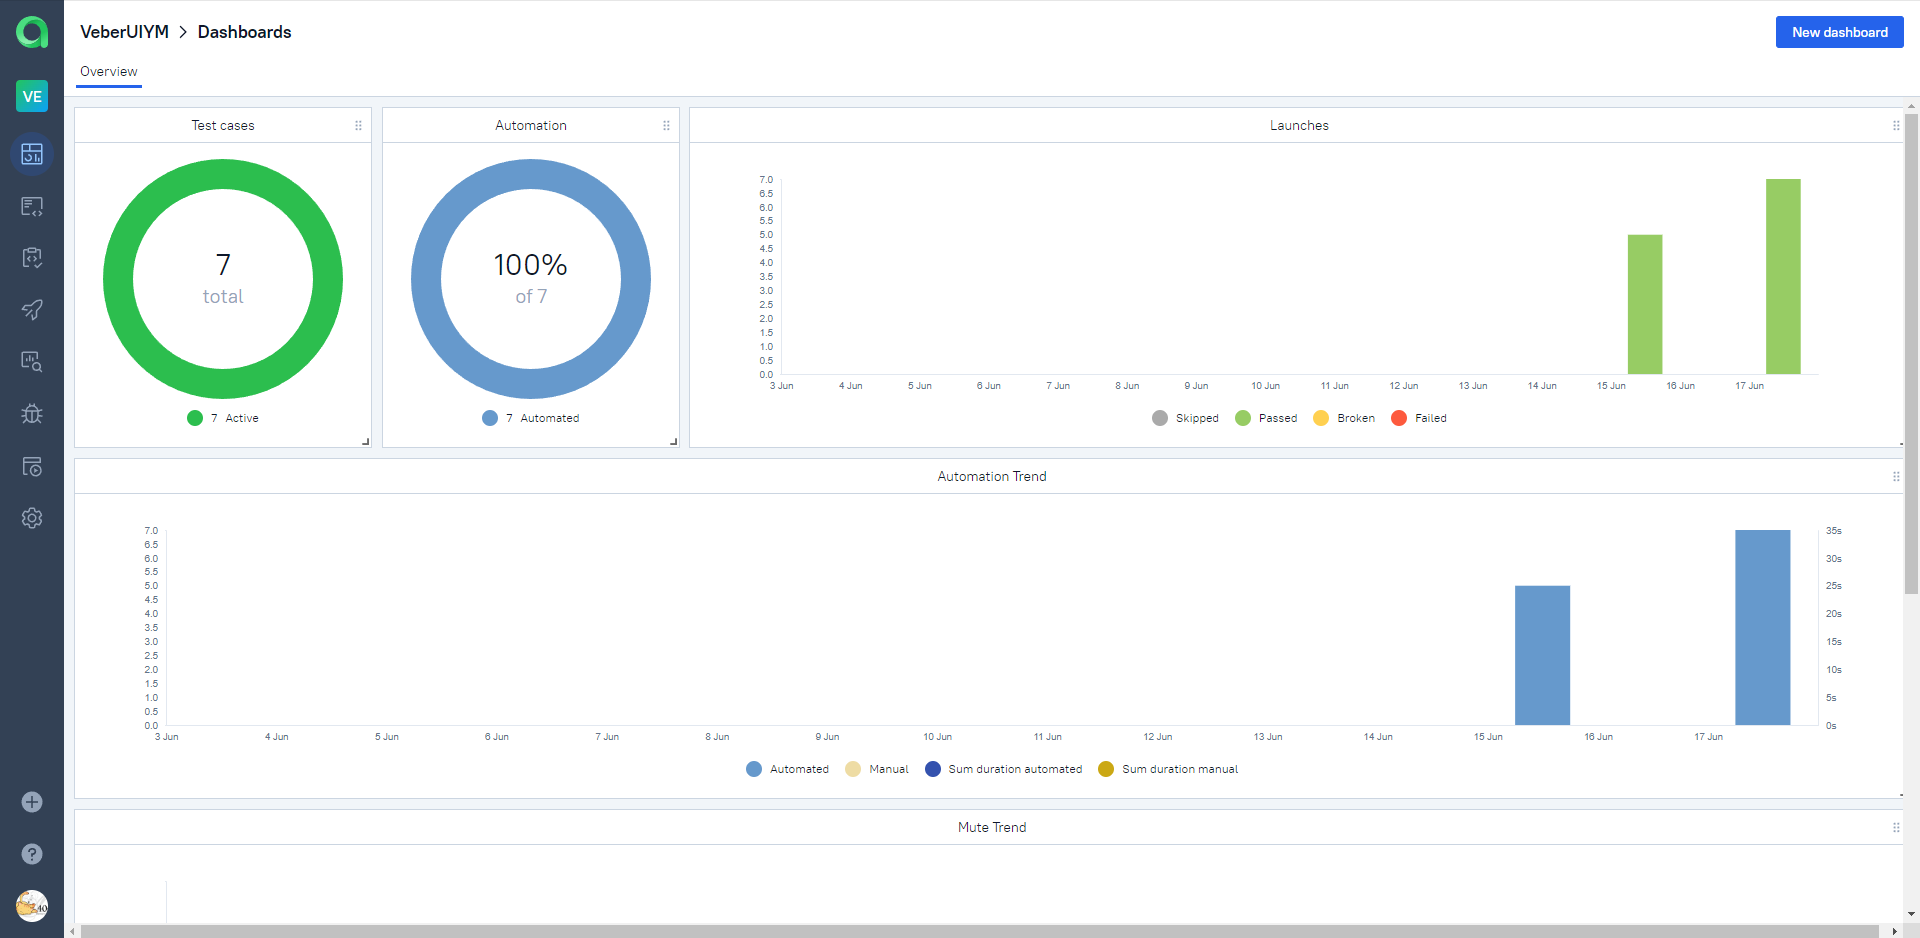 VeberUIYM > Dashboards
New dashboard
Overview
VE
Test cases
7
total
7 Active
Automation
100%
of 7
7 Automated
Launches
7.0
6.5
6.0
5.5
5.0
4.5
4.0
3.5
3.0
2.5
2.0
1.5
1.0
0.5
0.0
3 Jun 4 Jun 5 Jun 6 Jun 7 Jun 8 Jun 9 Jun 10 Jun 11 Jun 12 Jun 13 Jun 14 Jun 15 Jun 16 Jun 17 Jun
Skipped Passed Broken Failed
Automation Trend
7.0 35s
6.5
6.0 30s
5.5
5.0 25s
4.5
4.0 20s
3.5
3.0 15s
2.5
2.0 10s
1.5
1.0 5s
0.5
0.0 0s
3 Jun 4 Jun 5 Jun 6 Jun 7 Jun 8 Jun 9 Jun 10 Jun 11 Jun 12 Jun 13 Jun 14 Jun 15 Jun 16 Jun 17 Jun
Automated Manual Sum duration automated Sum duration manual
Mute Trend